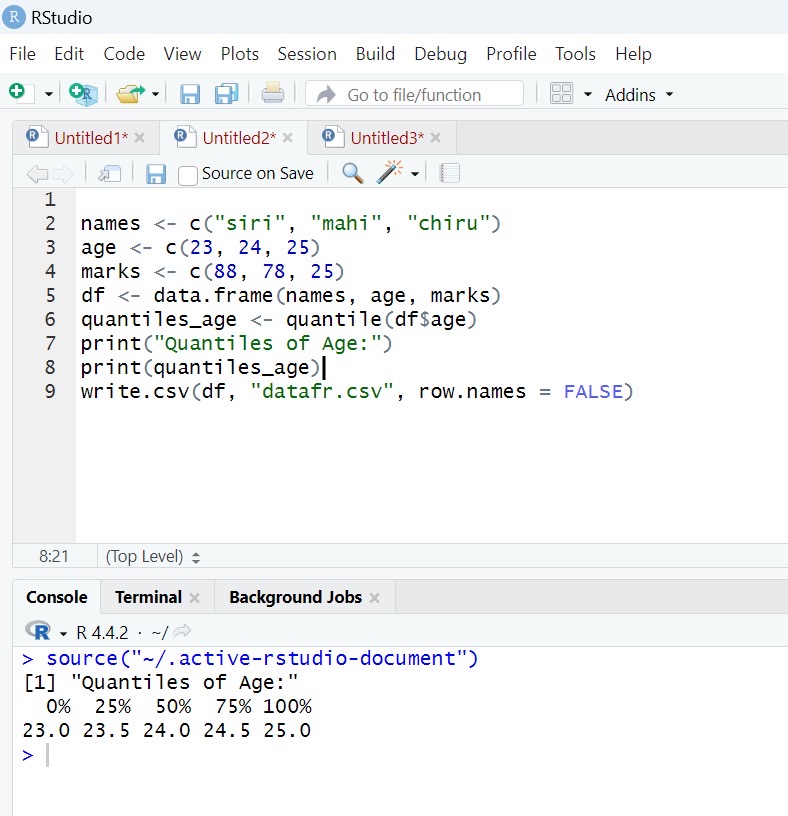 R RStudio
File Edit Code View Plots Session Build Debug Profile Tools Help
R Go to file/function Addins
R Untitled1* × R Untitled2* × R Untitled3* ×
Source on Save
1
2 names <- c("siri", "mahi", "chiru")
3 age <- c(23, 24, 25)
4 marks <- c(88, 78, 25)
5 df <- data.frame(names, age, marks)
6 quantiles_age <- quantile(df$age)
7 print("Quantiles of Age:")
8 print(quantiles_age)
9 write.csv(df, "datafr.csv", row.names = FALSE)
8:21 (Top Level)
Console Terminal × Background Jobs ×
R R 4.4.2 · ~/
> source("~/.active-rstudio-document")
[1] "Quantiles of Age:"
0% 25% 50% 75% 100%
23.0 23.5 24.0 24.5 25.0
>